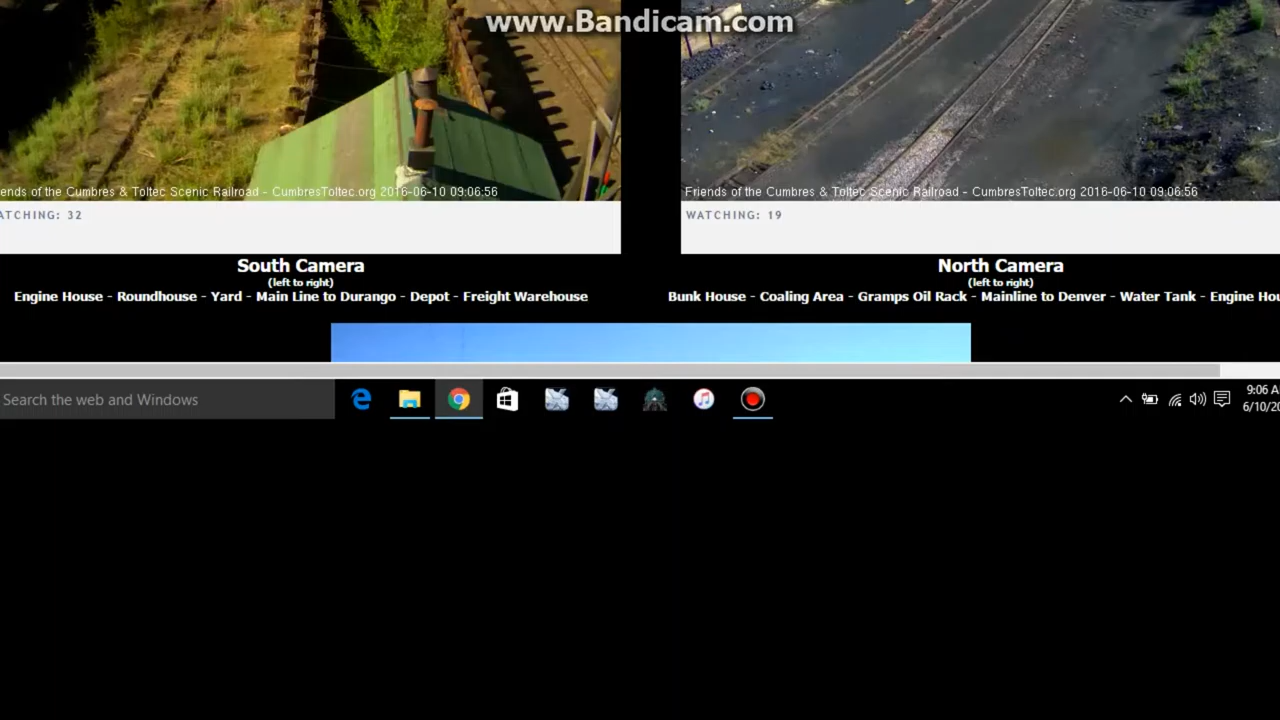 www.Bandicam.com
ends of the Cumbres & Toltec Scenic Railroad - CumbresToltec.org 2016-06-10 09:06:56
Friends of the Cumbres & Toltec Scenic Railroad - CumbresToltec.org 2016-06-10 09:06:56
ATCHING: 32
WATCHING: 19
South Camera
(left to right)
Engine House - Roundhouse - Yard - Main Line to Durango - Depot - Freight Warehouse
North Camera
(left to right)
Bunk House - Coaling Area - Gramps Oil Rack - Mainline to Denver - Water Tank - Engine Hou
Search the web and Windows
9:06 A
6/10/20